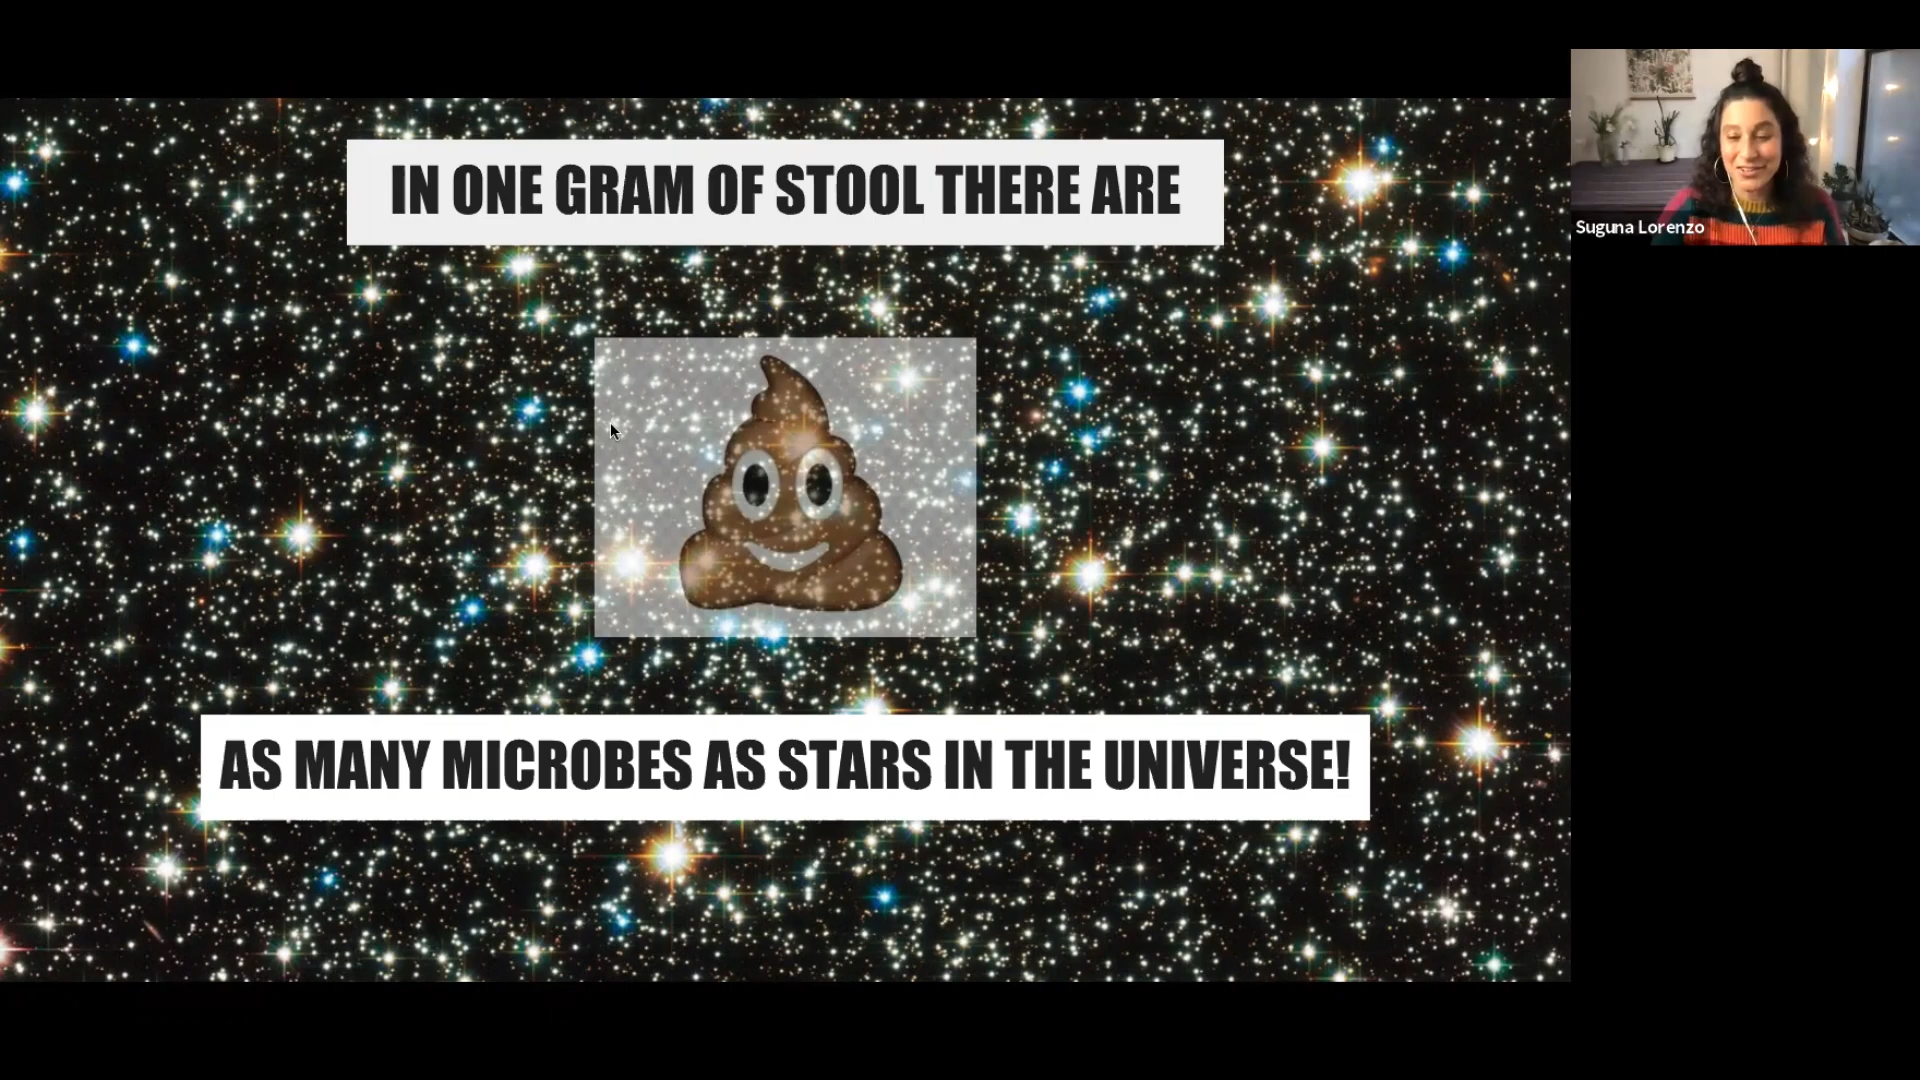 IN ONE GRAM OF STOOL THERE ARE
AS MANY MICROBES AS STARS IN THE UNIVERSE!
Suguna Lorenzo